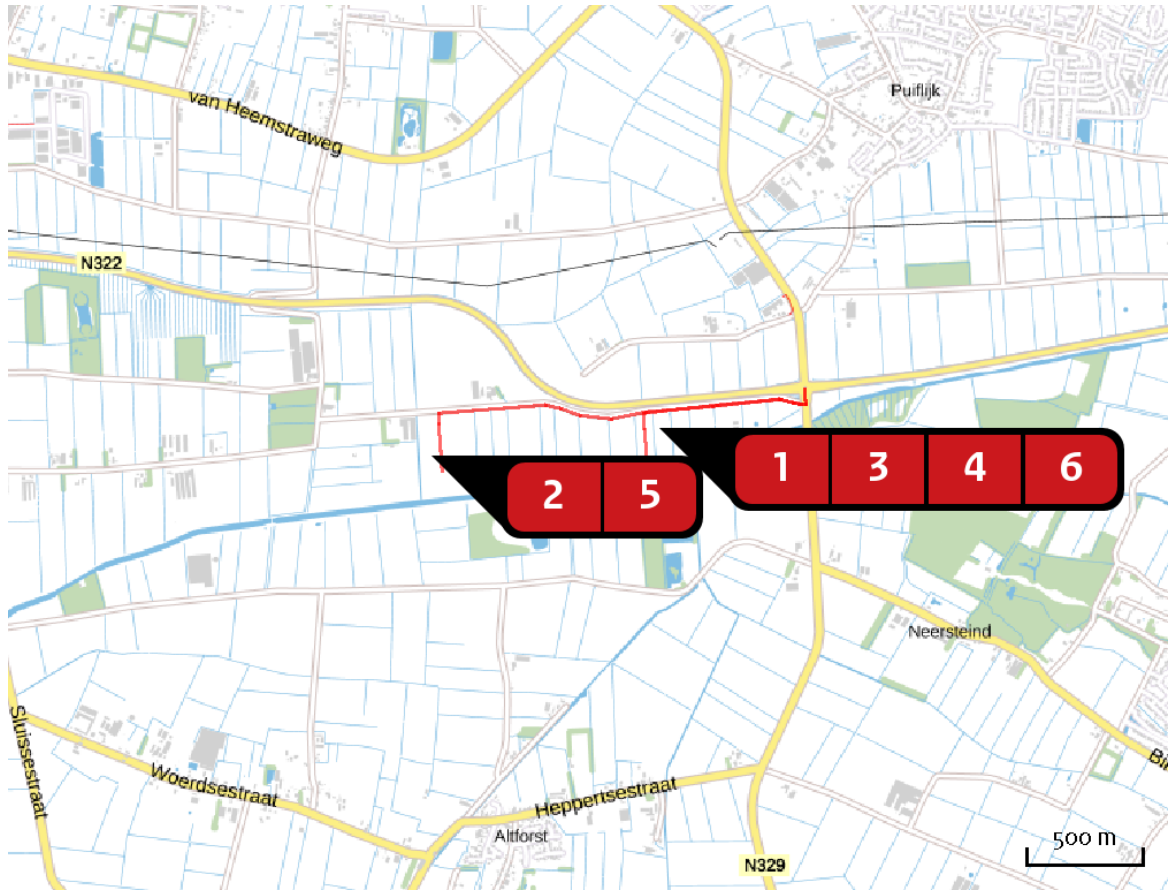 Puiflijk
van Heemstraweg
N322
1 3 4 6
2 5
Neersteind
Sluissestraat
Woerdsestraat
Heppertsestraat
Altforst
500 m
N329